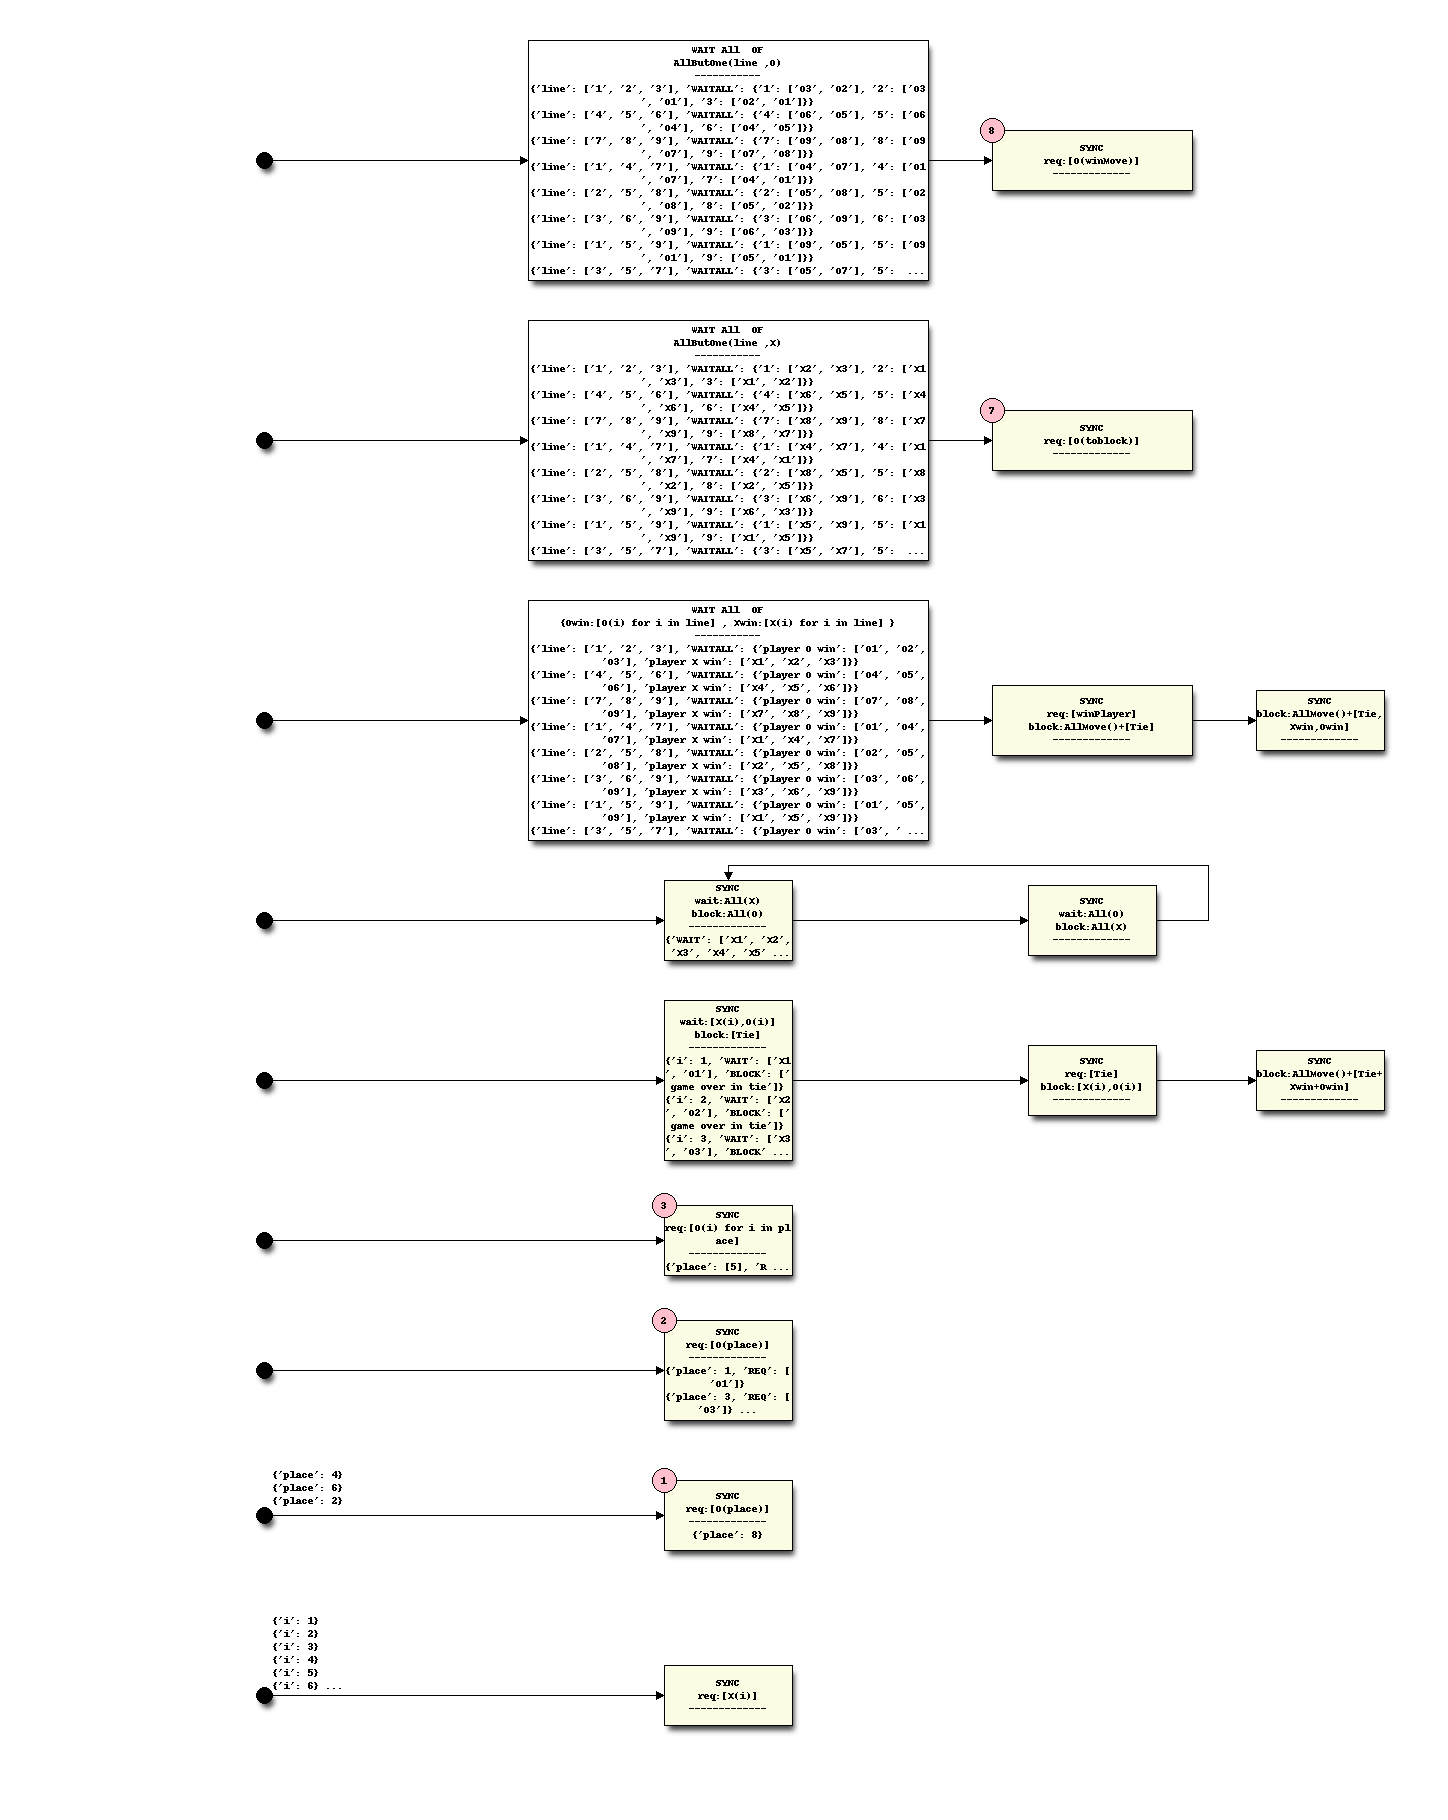 WAIT All  OF
AllButOne(line ,O)
-----------
{'line': ['1', '2', '3'], 'WAITALL': {'1': ['O3', 'O2'], '2': ['O3
', 'O1'], '3': ['O2', 'O1']}}
{'line': ['4', '5', '6'], 'WAITALL': {'4': ['O6', 'O5'], '5': ['O6
', 'O4'], '6': ['O4', 'O5']}}
{'line': ['7', '8', '9'], 'WAITALL': {'7': ['O9', 'O8'], '8': ['O9
', 'O7'], '9': ['O7', 'O8']}}
{'line': ['1', '4', '7'], 'WAITALL': {'1': ['O4', 'O7'], '4': ['O1
', 'O7'], '7': ['O4', 'O1']}}
{'line': ['2', '5', '8'], 'WAITALL': {'2': ['O5', 'O8'], '5': ['O2
', 'O8'], '8': ['O5', 'O2']}}
{'line': ['3', '6', '9'], 'WAITALL': {'3': ['O6', 'O9'], '6': ['O3
', 'O9'], '9': ['O6', 'O3']}}
{'line': ['1', '5', '9'], 'WAITALL': {'1': ['O9', 'O5'], '5': ['O9
', 'O1'], '9': ['O5', 'O1']}}
{'line': ['3', '5', '7'], 'WAITALL': {'3': ['O5', 'O7'], '5':  ...
8
SYNC
req:[O(winMove)]
-------------
WAIT All  OF
AllButOne(line ,X)
-----------
{'line': ['1', '2', '3'], 'WAITALL': {'1': ['X2', 'X3'], '2': ['X1
', 'X3'], '3': ['X1', 'X2']}}
{'line': ['4', '5', '6'], 'WAITALL': {'4': ['X6', 'X5'], '5': ['X4
', 'X6'], '6': ['X4', 'X5']}}
{'line': ['7', '8', '9'], 'WAITALL': {'7': ['X8', 'X9'], '8': ['X7
', 'X9'], '9': ['X8', 'X7']}}
{'line': ['1', '4', '7'], 'WAITALL': {'1': ['X4', 'X7'], '4': ['X1
', 'X7'], '7': ['X4', 'X1']}}
{'line': ['2', '5', '8'], 'WAITALL': {'2': ['X8', 'X5'], '5': ['X8
', 'X2'], '8': ['X2', 'X5']}}
{'line': ['3', '6', '9'], 'WAITALL': {'3': ['X6', 'X9'], '6': ['X3
', 'X9'], '9': ['X6', 'X3']}}
{'line': ['1', '5', '9'], 'WAITALL': {'1': ['X5', 'X9'], '5': ['X1
', 'X9'], '9': ['X1', 'X5']}}
{'line': ['3', '5', '7'], 'WAITALL': {'3': ['X5', 'X7'], '5':  ...
7
SYNC
req:[O(toblock)]
-------------
WAIT All  OF
{Owin:[O(i) for i in line] , Xwin:[X(i) for i in line] }
-----------
{'line': ['1', '2', '3'], 'WAITALL': {'player O win': ['O1', 'O2',
'O3'], 'player X win': ['X1', 'X2', 'X3']}}
{'line': ['4', '5', '6'], 'WAITALL': {'player O win': ['O4', 'O5',
'O6'], 'player X win': ['X4', 'X5', 'X6']}}
{'line': ['7', '8', '9'], 'WAITALL': {'player O win': ['O7', 'O8',
'O9'], 'player X win': ['X7', 'X8', 'X9']}}
{'line': ['1', '4', '7'], 'WAITALL': {'player O win': ['O1', 'O4',
'O7'], 'player X win': ['X1', 'X4', 'X7']}}
{'line': ['2', '5', '8'], 'WAITALL': {'player O win': ['O2', 'O5',
'O8'], 'player X win': ['X2', 'X5', 'X8']}}
{'line': ['3', '6', '9'], 'WAITALL': {'player O win': ['O3', 'O6',
'O9'], 'player X win': ['X3', 'X6', 'X9']}}
{'line': ['1', '5', '9'], 'WAITALL': {'player O win': ['O1', 'O5',
'O9'], 'player X win': ['X1', 'X5', 'X9']}}
{'line': ['3', '5', '7'], 'WAITALL': {'player O win': ['O3', ' ...
SYNC
req:[winPlayer]
block:AllMove()+[Tie]
-------------
SYNC
block:AllMove()+[Tie,
Xwin,Owin]
-------------
SYNC
wait:All(X)
block:All(O)
-------------
{'WAIT': ['X1', 'X2',
'X3', 'X4', 'X5' ...
SYNC
wait:All(O)
block:All(X)
-------------
SYNC
wait:[X(i),O(i)]
block:[Tie]
-------------
{'i': 1, 'WAIT': ['X1
', 'O1'], 'BLOCK': ['
game over in tie']}
{'i': 2, 'WAIT': ['X2
', 'O2'], 'BLOCK': ['
game over in tie']}
{'i': 3, 'WAIT': ['X3
', 'O3'], 'BLOCK' ...
SYNC
req:[Tie]
block:[X(i),O(i)]
-------------
SYNC
block:AllMove()+[Tie+
Xwin+Owin]
-------------
3
SYNC
req:[O(i) for i in pl
ace]
-------------
{'place': [5], 'R ...
2
SYNC
req:[O(place)]
-------------
{'place': 1, 'REQ': [
'O1']}
{'place': 3, 'REQ': [
'O3']} ...
{'place': 4}
{'place': 6}
{'place': 2}
1
SYNC
req:[O(place)]
-------------
{'place': 8}
{'i': 1}
{'i': 2}
{'i': 3}
{'i': 4}
{'i': 5}
{'i': 6} ...
SYNC
req:[X(i)]
-------------